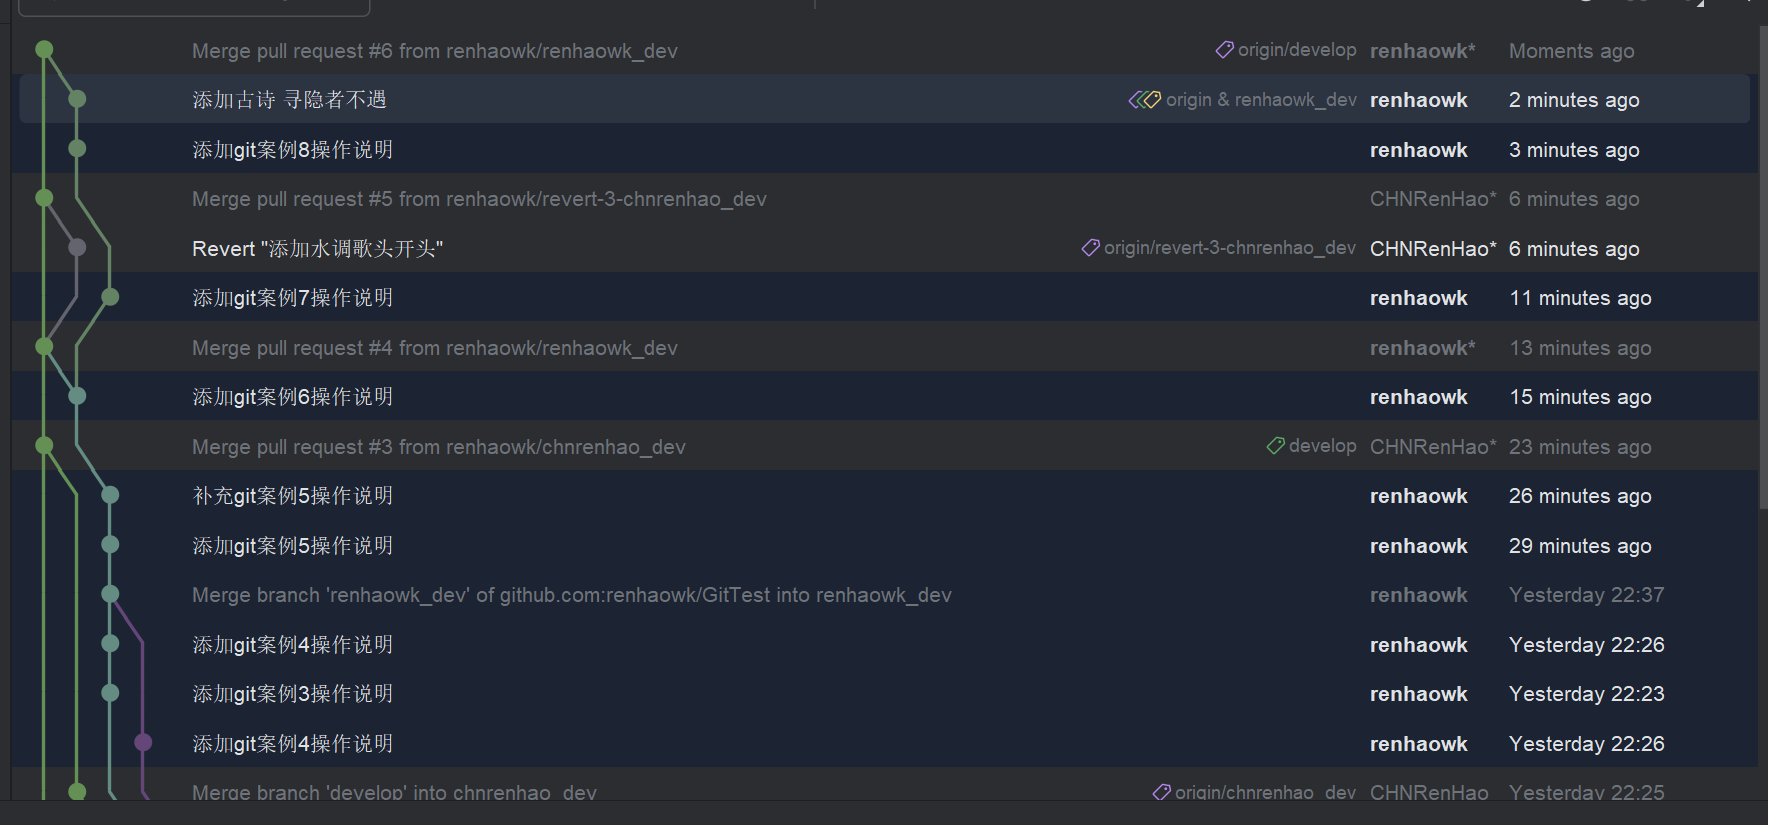 Merge pull request #6 from renhaowk/renhaowk_dev origin/develop renhaowk* Moments ago
添加古诗 寻隐者不遇 origin & renhaowk_dev renhaowk 2 minutes ago
添加git案例8操作说明 renhaowk 3 minutes ago
Merge pull request #5 from renhaowk/revert-3-chnrenhao_dev CHNRenHao* 6 minutes ago
Revert "添加水调歌头开头" origin/revert-3-chnrenhao_dev CHNRenHao* 6 minutes ago
添加git案例7操作说明 renhaowk 11 minutes ago
Merge pull request #4 from renhaowk/renhaowk_dev renhaowk* 13 minutes ago
添加git案例6操作说明 renhaowk 15 minutes ago
Merge pull request #3 from renhaowk/chnrenhao_dev develop CHNRenHao* 23 minutes ago
补充git案例5操作说明 renhaowk 26 minutes ago
添加git案例5操作说明 renhaowk 29 minutes ago
Merge branch 'renhaowk_dev' of github.com:renhaowk/GitTest into renhaowk_dev renhaowk Yesterday 22:37
添加git案例4操作说明 renhaowk Yesterday 22:26
添加git案例3操作说明 renhaowk Yesterday 22:23
添加git案例4操作说明 renhaowk Yesterday 22:26
Merge branch 'develop' into chnrenhao_dev origin/chnrenhao_dev CHNRenHao Yesterday 22:25